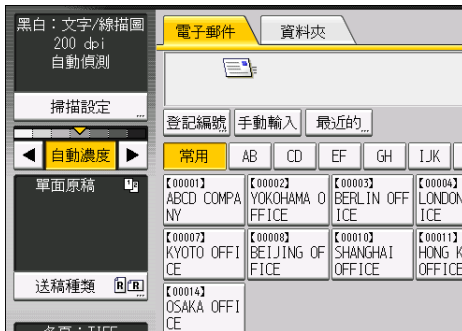 黑白：文字/線描圖
200 dpi
自動偵測
掃描設定
自動濃度
單面原稿
送稿種類
電子郵件
資料夾
登記編號
手動輸入
最近的
常用
AB
CD
EF
GH
IJK
【00001】
ABCD COMPA
NY
【00002】
YOKOHAMA O
FFICE
【00003】
BERLIN OFF
ICE
【00004】
LONDON
ICE
【00007】
KYOTO OFFI
CE
【00008】
BEIJING OF
FICE
【00010】
SHANGHAI
OFFICE
【00011】
HONG K
OFFICE
【00014】
OSAKA OFFI
CE